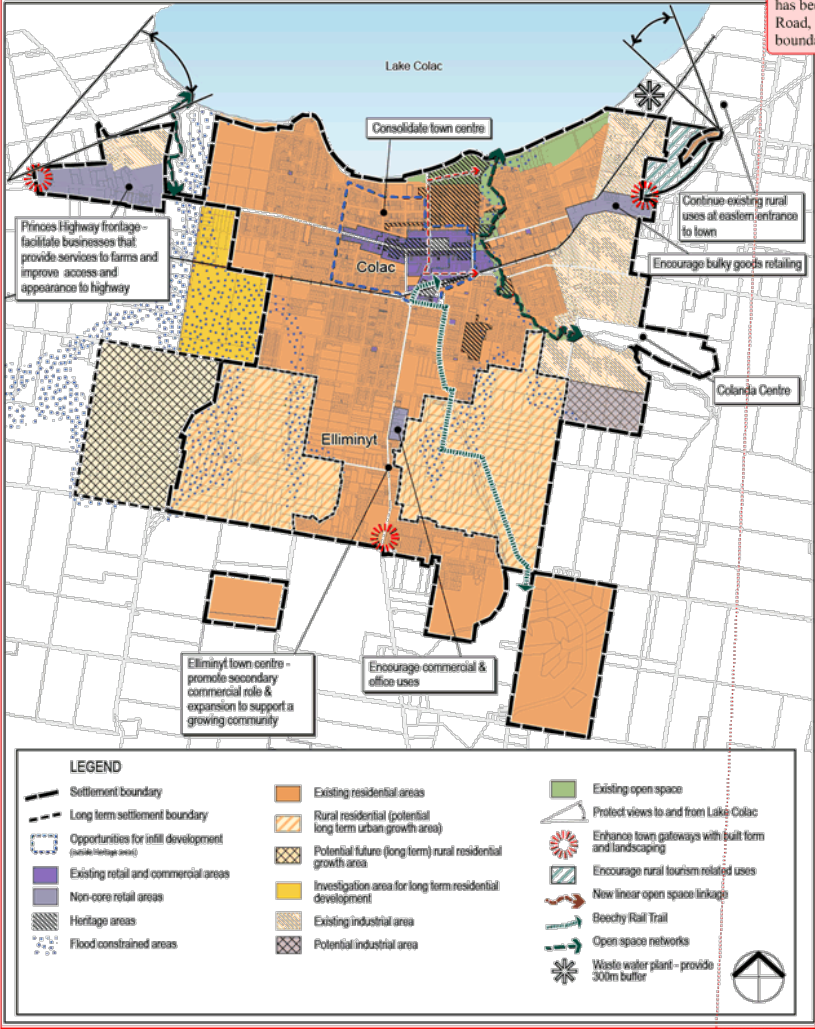 has be
Road,
bounda
Lake Colac
Consolidate town centre
Princes Highway frontage -
facilitate businesses that
provide services to farms and
improve access and
appearance to highway
Continue existing rural
uses at eastern entrance
to town
Encourage bulky goods retailing
Colac
Colanda Centre
Elliminyt
Elliminyt town centre -
promote secondary
commercial role &
expansion to support a
growing community
Encourage commercial &
office uses
LEGEND
Settlement boundary
Long term settlement boundary
Opportunities for infill development
(outside Heritage areas)
Existing retail and commercial areas
Non-core retail areas
Heritage areas
Flood constrained areas
Existing residential areas
Rural residential (potential
long term urban growth area)
Potential future (long term) rural residential
growth area
Investigation area for long term residential
development
Existing industrial area
Potential industrial area
Existing open space
Protect views to and from Lake Colac
Enhance town gateways with built form
and landscaping
Encourage rural tourism related uses
New linear open space linkage
Beechy Rail Trail
Open space networks
Waste water plant - provide
300m buffer